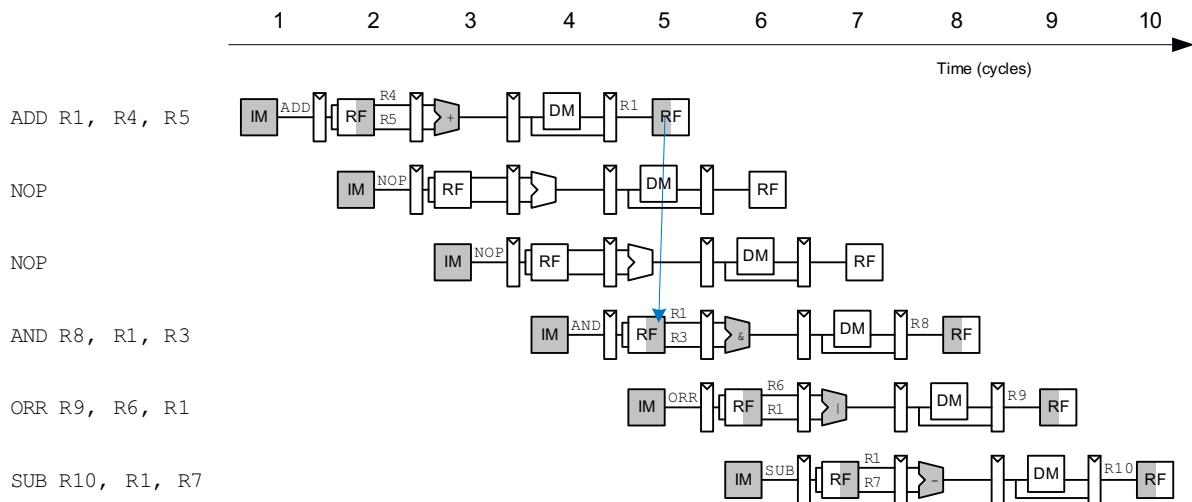 1 2 3 4 5 6 7 8 9 10
Time (cycles)
ADD R1, R4, R5 IM ADD RF R4 R5 + DM R1 RF
NOP IM NOP RF DM RF
NOP IM NOP RF DM RF
AND R8, R1, R3 IM AND RF R1 R3 & DM R8 RF
ORR R9, R6, R1 IM ORR RF R6 R1 | DM R9 RF
SUB R10, R1, R7 IM SUB RF R1 R7 - DM R10 RF